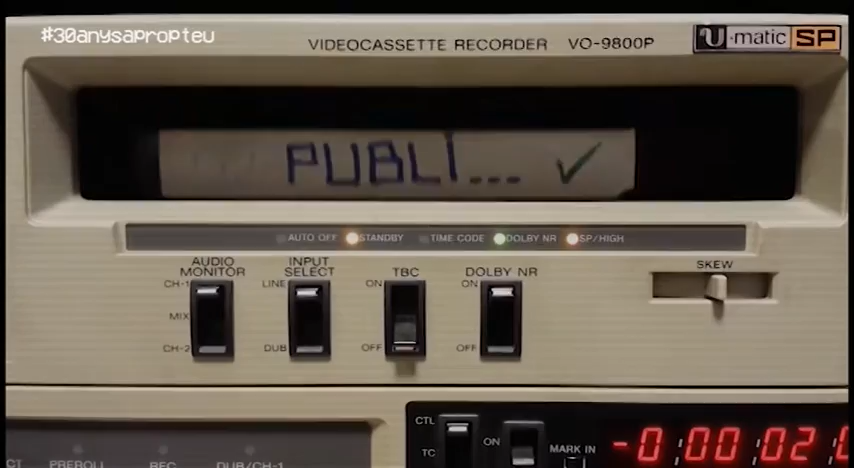 #30anysapropteu
VIDEOCASSETTE RECORDER VO-9800P
U-matic SP
PUBLI... ✓
AUTO OFF STANDBY TIME CODE DOLBY NR SP/HIGH
AUDIO MONITOR
CH-1
MIX
CH-2
INPUT SELECT
LINE
DUB
TBC
ON
OFF
DOLBY NR
ON
OFF
SKEW
CTL
TC
ON
MARK IN
-0:00:02
CT PREROLL REC DUB/CH-1